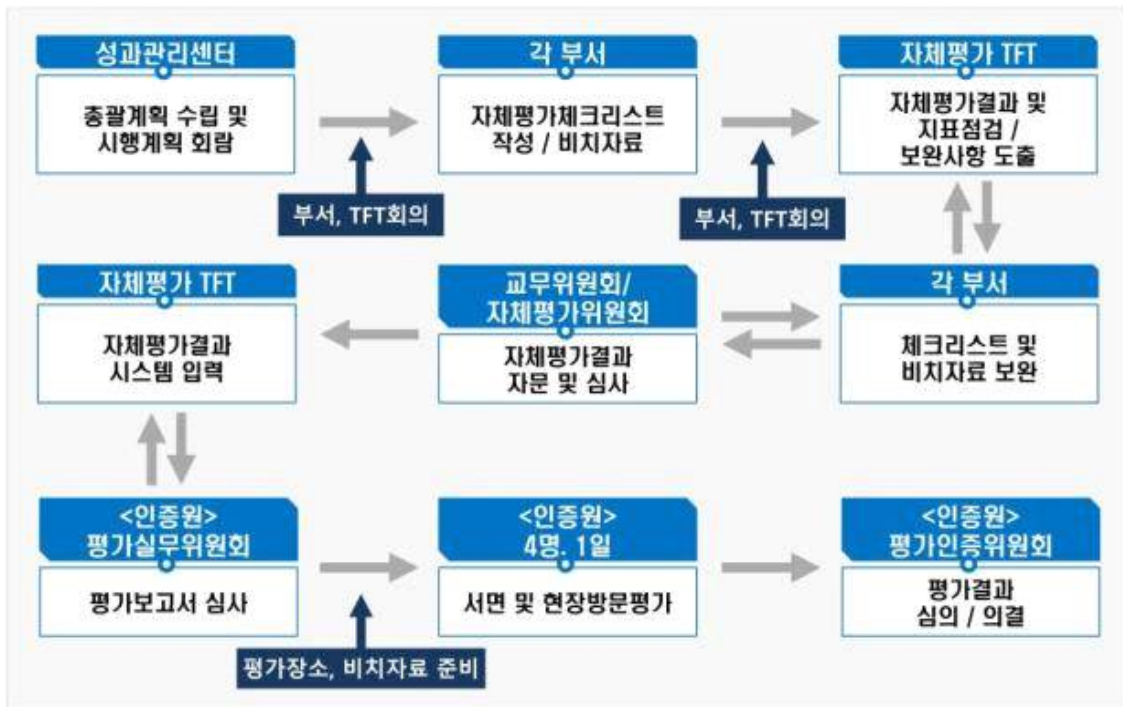 성과관리센터
총괄계획 수립 및
시행계획 회람
각 부서
자체평가체크리스트
작성 / 비치자료
자체평가 TFT
자체평가결과 및
지표점검 /
보완사항 도출
부서, TFT회의
부서, TFT회의
자체평가 TFT
자체평가결과
시스템 입력
교무위원회/
자체평가위원회
자체평가결과
자문 및 심사
각 부서
체크리스트 및
비치자료 보완
<인증원>
평가실무위원회
평가보고서 심사
<인증원>
4명. 1일
서면 및 현장방문평가
<인증원>
평가인증위원회
평가결과
심의 / 의결
평가장소, 비치자료 준비